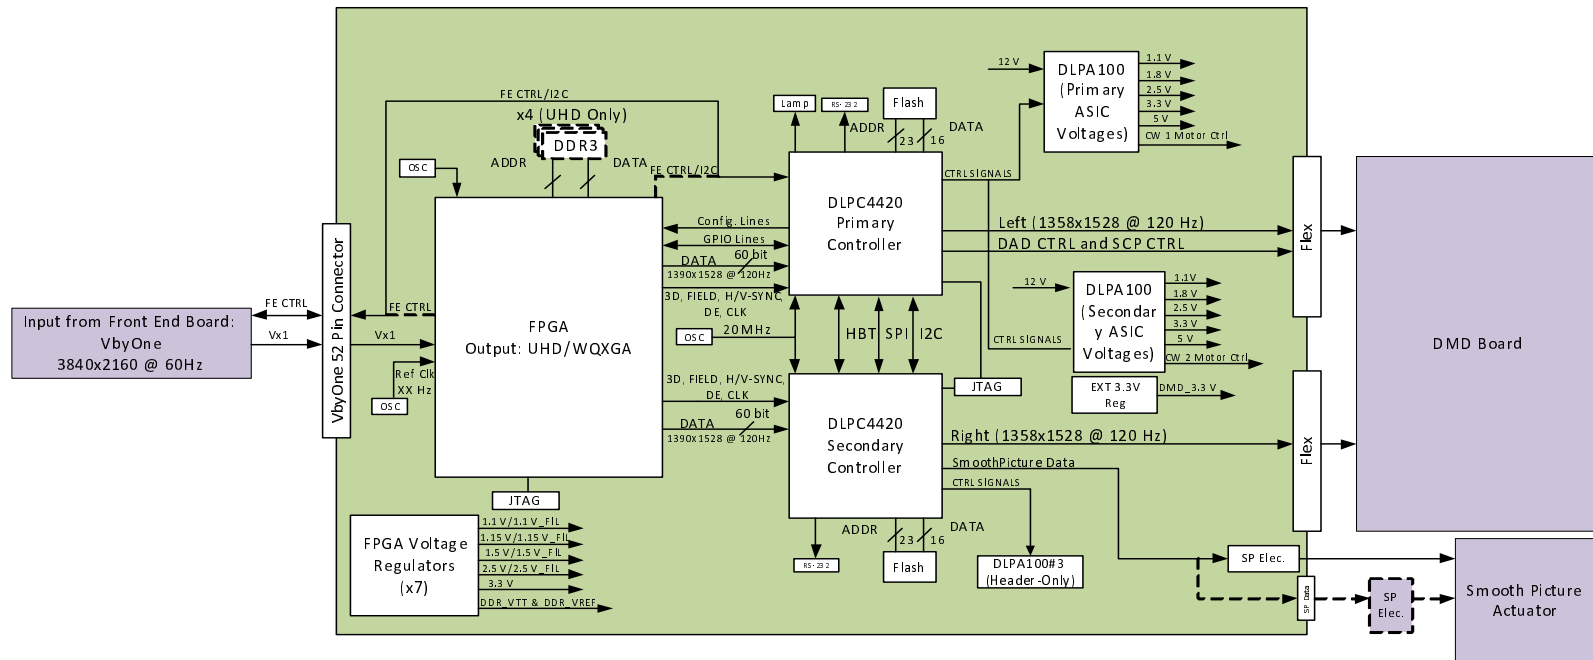 Input from Front End Board:
VbyOne
3840x2160 @ 60Hz
FE CTRL
Vx1
VbyOne 52 Pin Connector
FE CTRL
Vx1
OSC
Ref Clk
XX Hz
OSC
FE CTRL/I2C
x4 (UHD Only)
DDR3
ADDR
DATA
FE CTRL/I2C
FPGA
Output: UHD/WQXGA
JTAG
FPGA Voltage
Regulators
(x7)
1.1 V/1.1 V_FIL
1.15 V/1.15 V_FIL
1.5 V/1.5 V_FIL
2.5 V/2.5 V_FIL
3.3 V
DDR_VTT & DDR_VREF
Config. Lines
GPIO Lines
DATA
60 bit
1390x1528 @ 120Hz
3D, FIELD, H/V-SYNC,
DE, CLK
OSC
20 MHz
3D, FIELD, H/V-SYNC,
DE, CLK
DATA
60 bit
1390x1528 @ 120Hz
Lamp
RS-232
Flash
ADDR
23
16
DATA
DLPC4420
Primary
Controller
HBT
SPI
I2C
JTAG
DLPC4420
Secondary
Controller
RS-232
ADDR
23
16
DATA
Flash
CTRL SIGNALS
12 V
DLPA100
(Primary
ASIC
Voltages)
1.1 V
1.8 V
2.5 V
3.3 V
5 V
CW 1 Motor Ctrl
Left (1358x1528 @ 120 Hz)
DAD CTRL and SCP CTRL
12 V
CTRL SIGNALS
DLPA100
(Secondar
y ASIC
Voltages)
1.1V
1.8 V
2.5 V
3.3 V
5 V
CW 2 Motor Ctrl
EXT 3.3V
Reg
DMD_3.3 V
Right (1358x1528 @ 120 Hz)
SmoothPicture Data
CTRL SIGNALS
DLPA100#3
(Header-Only)
Flex
Flex
DMD Board
SP Elec.
SP Data
SP
Elec.
Smooth Picture
Actuator